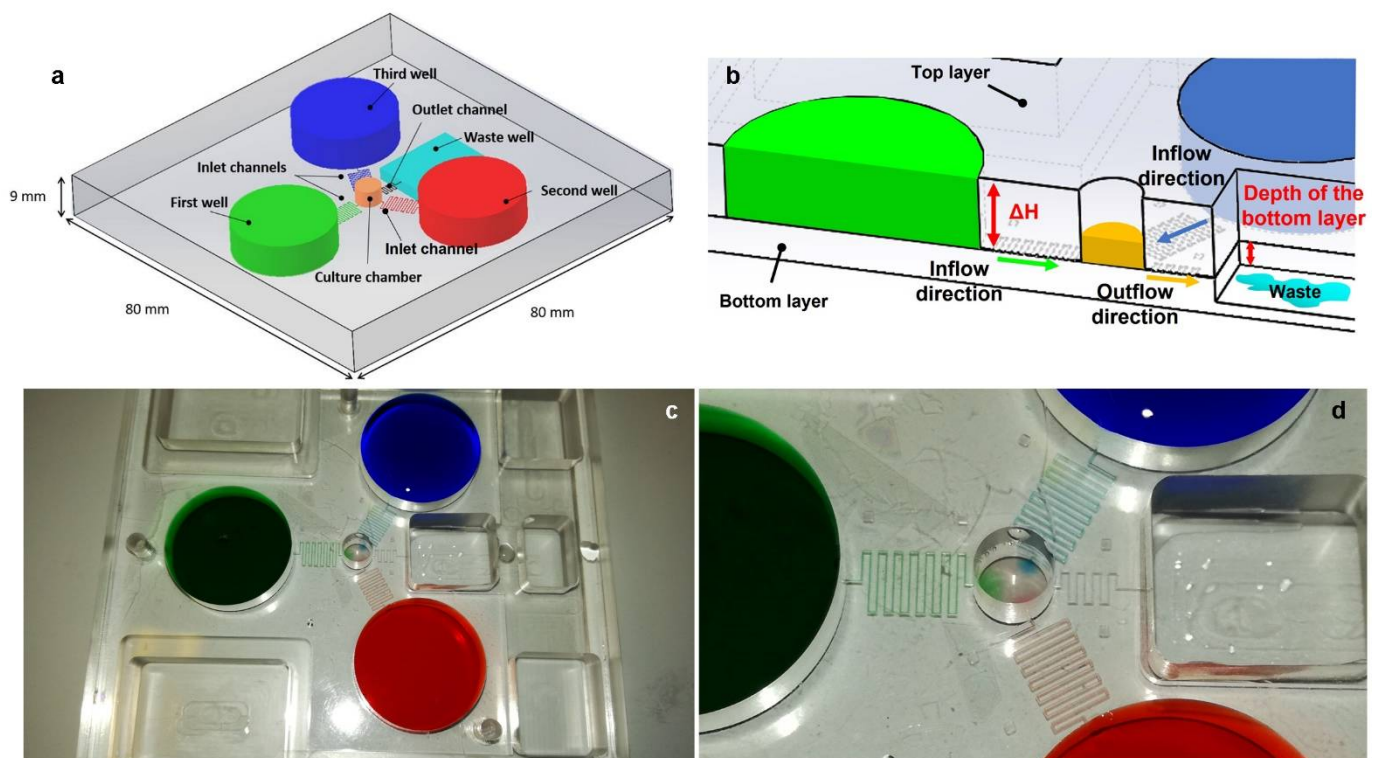 a
Third well
Outlet channel
Waste well
Inlet channels
9 mm
First well
Second well
Inlet channel
Culture chamber
80 mm
80 mm
b
Top layer
Inflow
direction
Depth of the
bottom layer
ΔH
Inflow
direction
Bottom layer
Outflow
direction
Waste
c
d